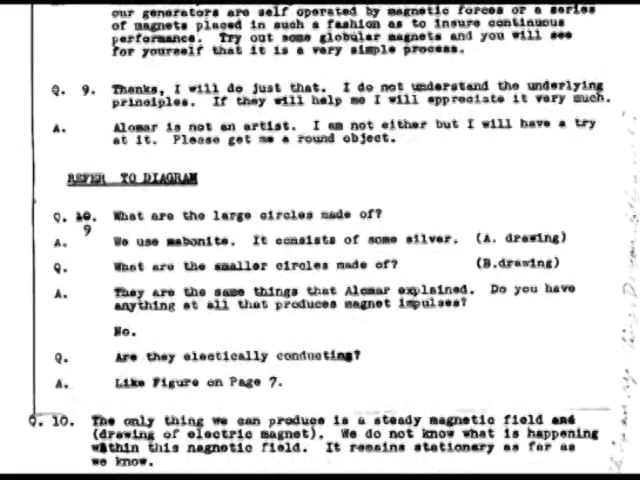 our generators are self operated by magnetic forces or a series
of magnets placed in such a fashion as to insure continuous
performance. Try out some globular magnets and you will see
for yourself that it is a very simple process.
Q. 9. Thanks, I will do just that. I do not understand the underlying
principles. If they will help me I will appreciate it very much.
A. Alomar is not an artist. I am not either but I will have a try
at it. Please get me a round object.
REFER TO DIAGRAM
Q. 10. What are the large circles made of?
9
A. We use mabonite. It consists of some silver. (A. drawing)
Q. What are the smaller circles made of? (B.drawing)
A. They are the same things that Alomar explained. Do you have
anything at all that produces magnet impulses?
No.
Q. Are they electically conducting?
A. Like Figure on Page 7.
Q. 10. The only thing we can produce is a steady magnetic field and
(drawing of electric magnet). We do not know what is happening
within this magnetic field. It remains stationary as far as
we know.